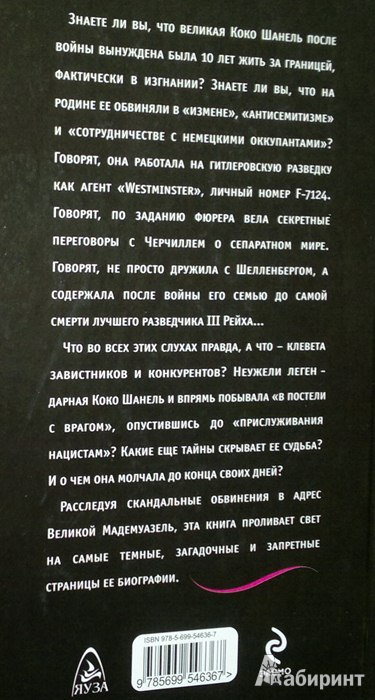 Знаете ли вы, что великая Коко Шанель после
войны вынуждена была 10 лет жить за границей,
фактически в изгнании? Знаете ли вы, что на
родине ее обвиняли в «измене», «антисемитизме»
и «сотрудничестве с немецкими оккупантами»?
Говорят, она работала на гитлеровскую разведку
как агент «Westminster», личный номер F-7124.
Говорят, по заданию фюрера вела секретные
переговоры с Черчиллем о сепаратном мире.
Говорят, не просто дружила с Шелленбергом, а
содержала после войны его семью до самой
смерти лучшего разведчика III Рейха...
Что во всех этих слухах правда, а что – клевета
завистников и конкурентов? Неужели леген -
дарная Коко Шанель и впрямь побывала «в постели
с врагом», опустившись до «прислуживания
нацистам»? Какие еще тайны скрывает ее судьба?
И о чем она молчала до конца своих дней?
Расследуя скандальные обвинения в адрес
Великой Мадемуазель, эта книга проливает свет
на самые темные, загадочные и запретные
страницы ее биографии.
ISBN 978-5-699-54636-7
9 785699 546367 >
ЯУЗА
Лабиринт